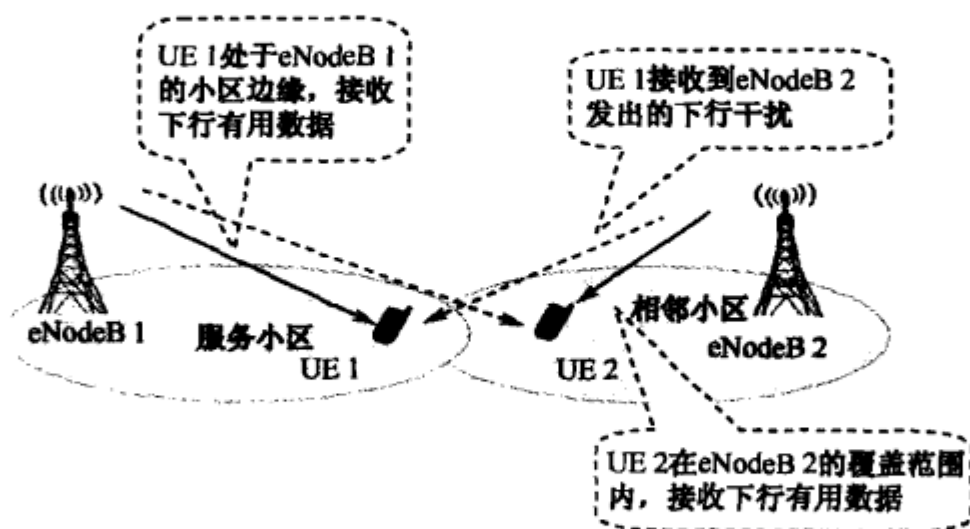 UE 1处于eNodeB 1
的小区边缘，接收
下行有用数据
UE 1接收到eNodeB 2
发出的下行干扰
eNodeB 1
服务小区
UE 1
UE 2
相邻小区
eNodeB 2
UE 2在eNodeB 2的覆盖范围
内，接收下行有用数据